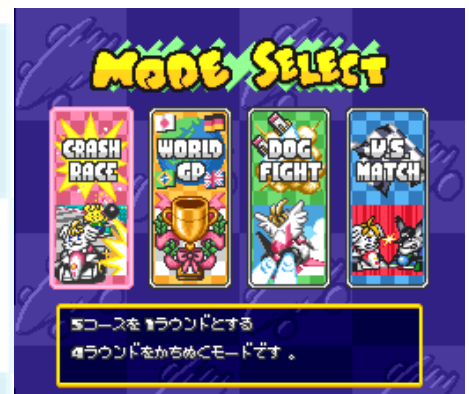 MODE SELECT
CRASH RACE
WORLD GP
DOG FIGHT
V.S. MATCH
5コースを1ラウンドとする
4ラウンドをかちぬくモードです。